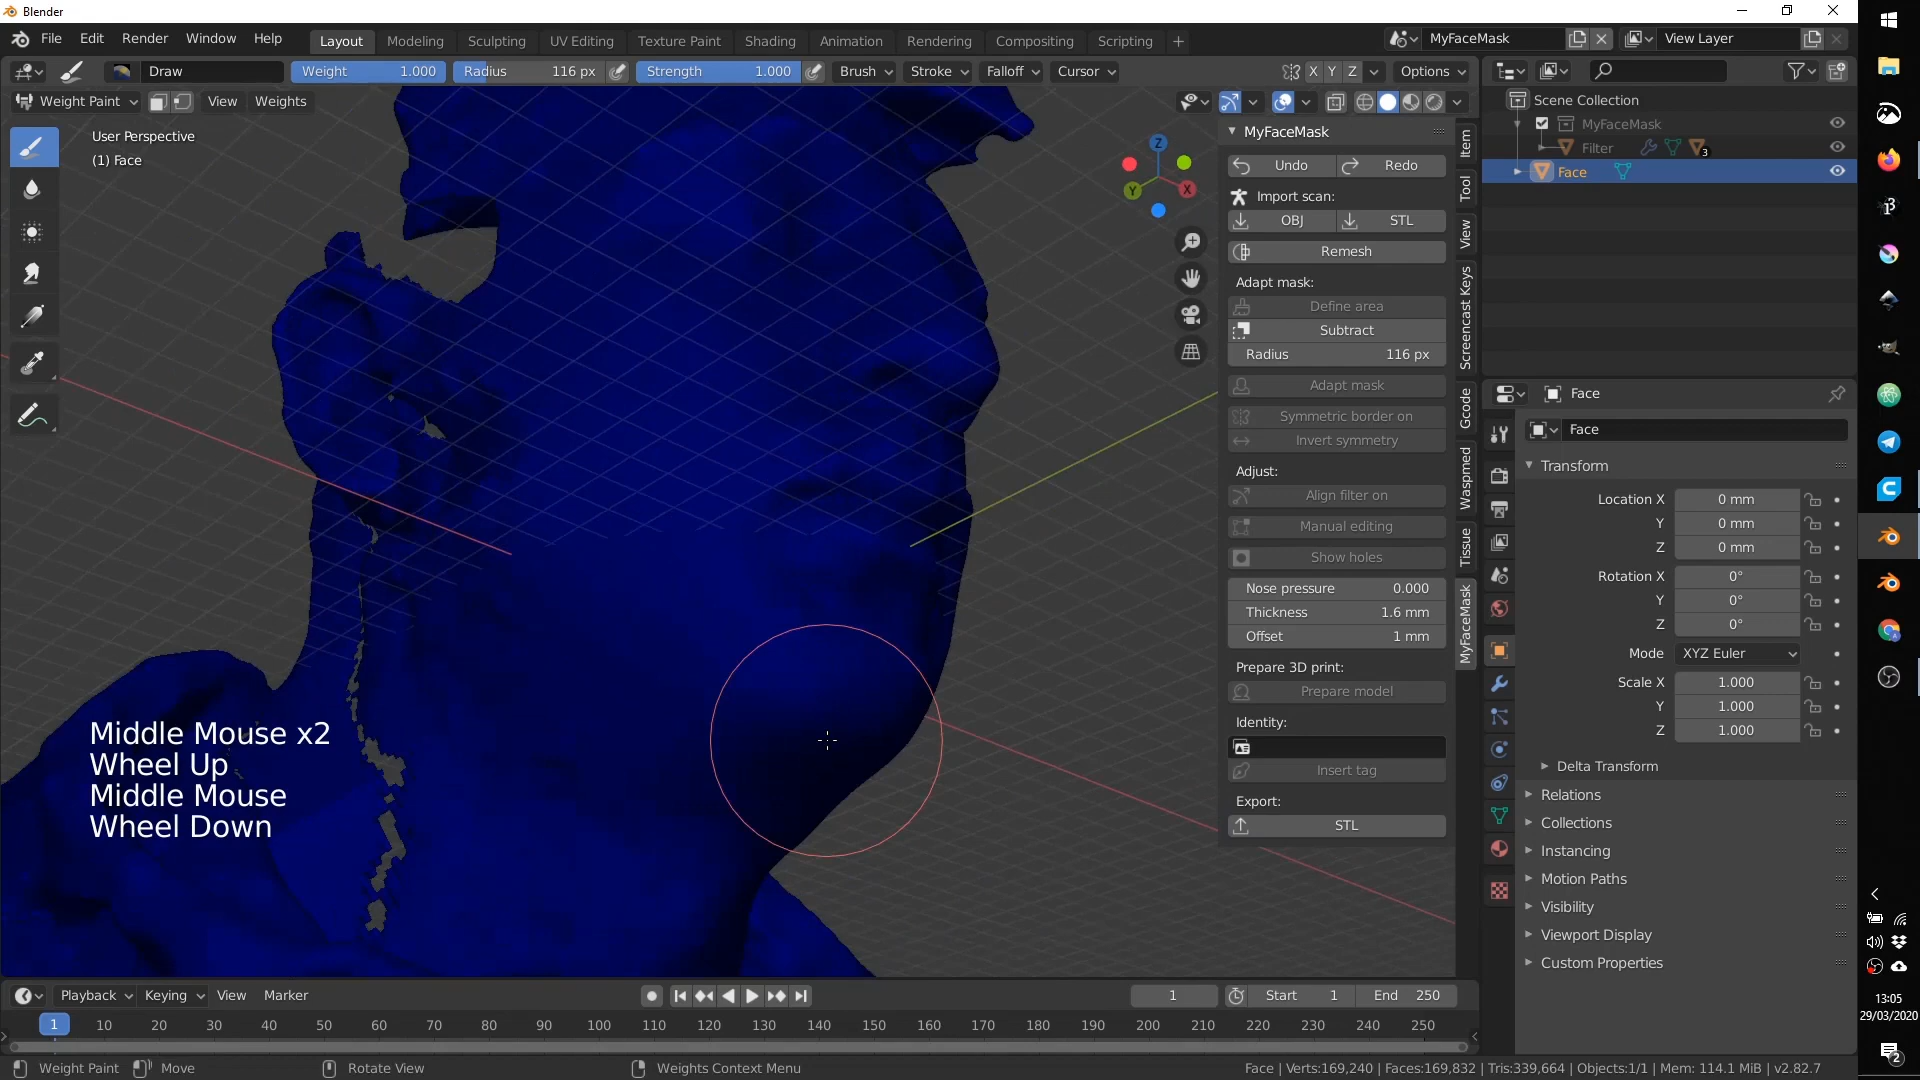 Blender
File Edit Render Window Help Layout Modeling Sculpting UV Editing Texture Paint Shading Animation Rendering Compositing Scripting + MyFaceMask View Layer
Draw Weight 1.000 Radius 116 px Strength 1.000 Brush Stroke Falloff Cursor X Y Z Options
Weight Paint View Weights
User Perspective
(1) Face
Z
Y
X
MyFaceMask
Undo Redo
Import scan:
OBJ STL
Remesh
Adapt mask:
Define area
Subtract
Radius 116 px
Adapt mask
Symmetric border on
Invert symmetry
Adjust:
Align filter on
Manual editing
Show holes
Nose pressure 0.000
Thickness 1.6 mm
Offset 1 mm
Prepare 3D print:
Prepare model
Identity:
Insert tag
Export:
STL
Item
Tool
View
Screencast Keys
Gcode
Waspmed
Tissue
MyFaceMask
Scene Collection
MyFaceMask
Filter 3
Face
Face
Face
Transform
Location X 0 mm
Y 0 mm
Z 0 mm
Rotation X 0°
Y 0°
Z 0°
Mode XYZ Euler
Scale X 1.000
Y 1.000
Z 1.000
Delta Transform
Relations
Collections
Instancing
Motion Paths
Visibility
Viewport Display
Custom Properties
Middle Mouse x2
Wheel Up
Middle Mouse
Wheel Down
Playback Keying View Marker 1 Start 1 End 250
1 10 20 30 40 50 60 70 80 90 100 110 120 130 140 150 160 170 180 190 200 210 220 230 240 250
Weight Paint Move Rotate View Weights Context Menu Face | Verts:169,240 | Faces:169,832 | Tris:339,664 | Objects:1/1 | Mem: 114.1 MiB | v2.82.7
13:05
29/03/2020
2